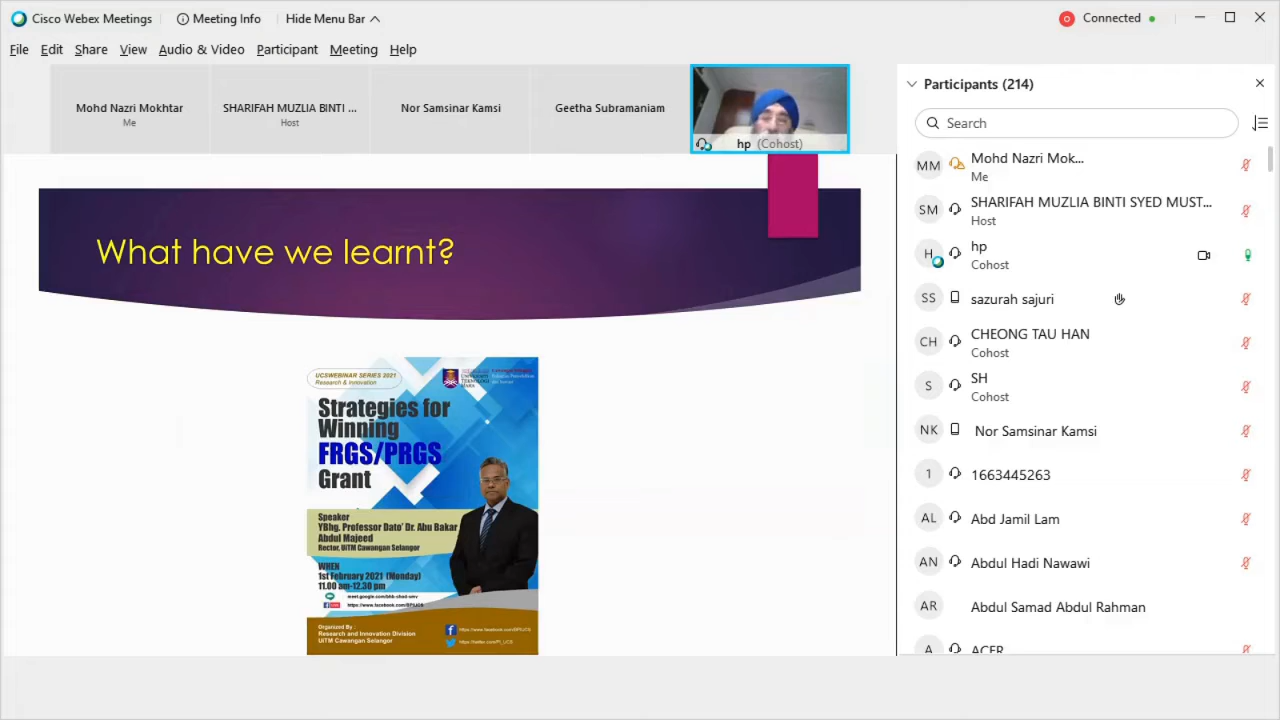 Cisco Webex Meetings
Meeting Info
Hide Menu Bar
Connected
File Edit Share View Audio & Video Participant Meeting Help
Mohd Nazri Mokhtar
Me
SHARIFAH MUZLIA BINTI ...
Host
Nor Samsinar Kamsi
Geetha Subramaniam
hp (Cohost)
What have we learnt?
UCSWEBINAR SERIES 2021
Research & Innovation
UNIVERSITI
TEKNOLOGI
MARA
Strategies for
Winning
FRGS/PRGS
Grant
Speaker
YBhg. Professor Dato' Dr. Abu Bakar
Abdul Majeed
Rector, UiTM Cawangan Selangor
WHEN
1st February 2021 (Monday)
11.00 am-12.30 pm
Organized By :
Research and Innovation Division
UiTM Cawangan Selangor
Participants (214)
Search
MM
Mohd Nazri Mok...
Me
SM
SHARIFAH MUZLIA BINTI SYED MUST...
Host
H
hp
Cohost
SS
sazurah sajuri
CH
CHEONG TAU HAN
Cohost
S
SH
Cohost
NK
Nor Samsinar Kamsi
1
1663445263
AL
Abd Jamil Lam
AN
Abdul Hadi Nawawi
AR
Abdul Samad Abdul Rahman
A
ACER